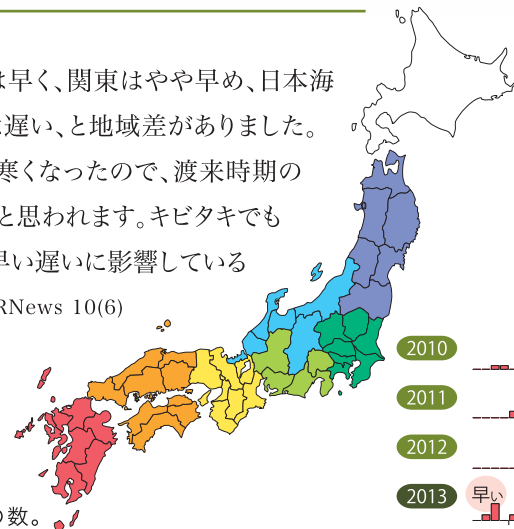 は早く、関東はやや早め、日本海
は遅い、と地域差がありました。
寒くなったので、渡来時期の
と思われます。キビタキでも
早い遅いに影響している
RNews 10(6)
2010
2011
2012
2013
早い
の数。